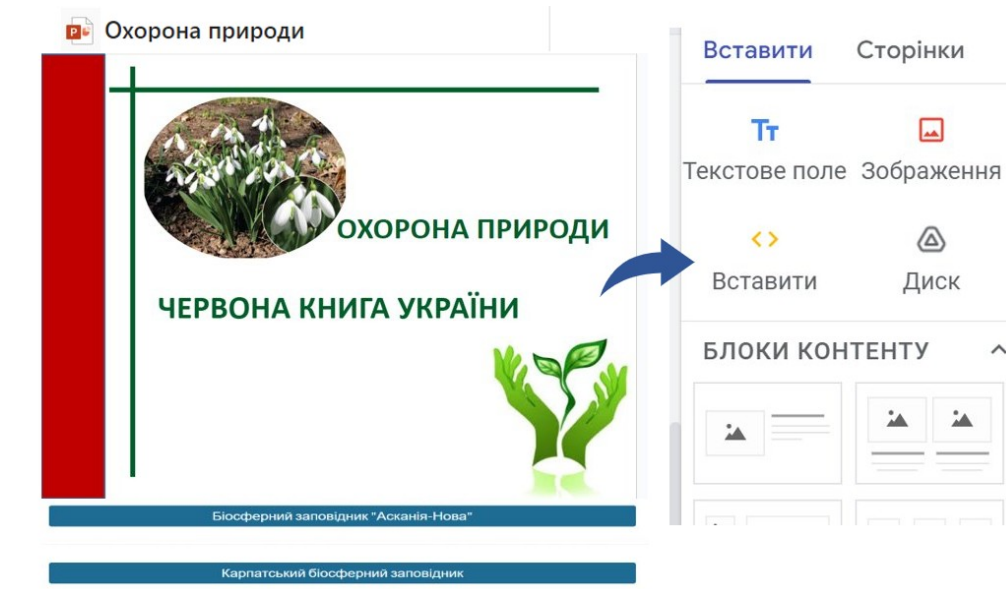 Охорона природи
ОХОРОНА ПРИРОДИ
ЧЕРВОНА КНИГА УКРАЇНИ
Біосферний заповідник "Асканія-Нова"
Карпатський біосферний заповідник
Вставити Сторінки
Текстове поле Зображення
Вставити Диск
БЛОКИ КОНТЕНТУ